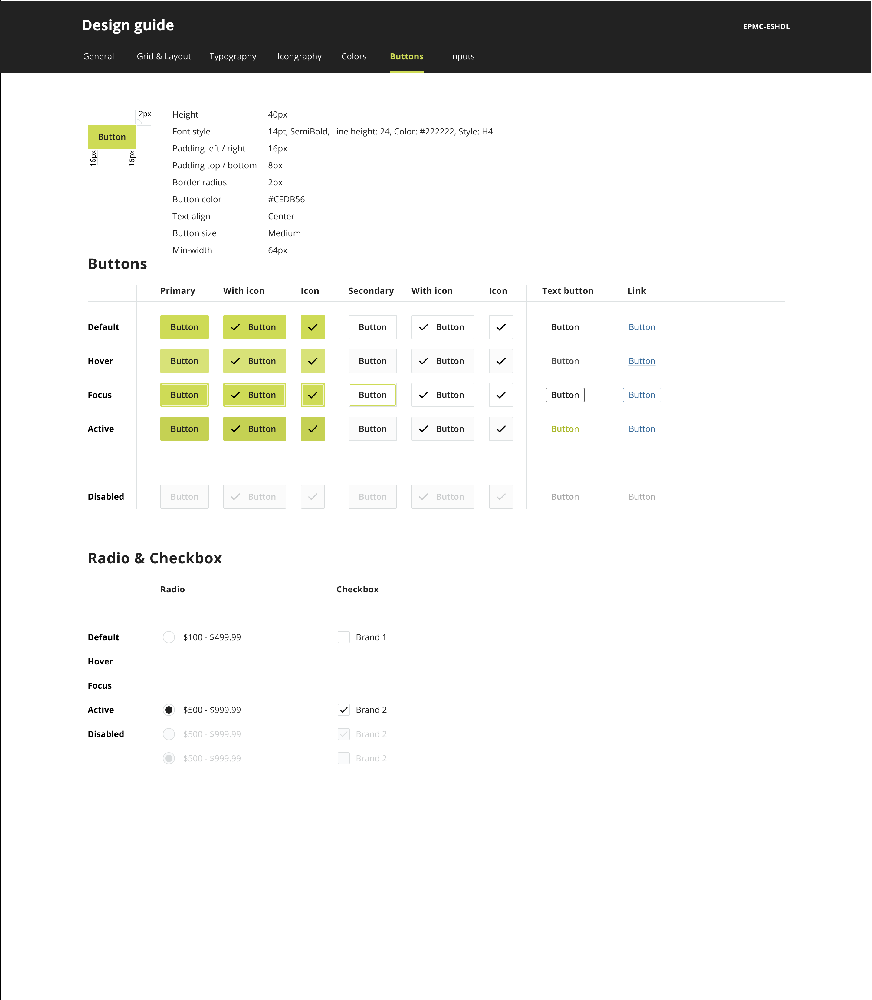 Design guide
EPMC-ESHDL
General Grid & Layout Typography Icongraphy Colors Buttons Inputs
2px
Button
16px 16px
Height 40px
Font style 14pt, SemiBold, Line height: 24, Color: #222222, Style: H4
Padding left / right 16px
Padding top / bottom 8px
Border radius 2px
Button color #CEDB56
Text align Center
Button size Medium
Min-width 64px
Buttons
Primary With icon Icon Secondary With icon Icon Text button Link
Default Button Button Button Button Button Button
Hover Button Button Button Button Button Button
Focus Button Button Button Button Button Button
Active Button Button Button Button Button Button
Disabled Button Button Button Button Button Button
Radio & Checkbox
Radio Checkbox
Default $100 - $499.99 Brand 1
Hover
Focus
Active $500 - $999.99 Brand 2
Disabled $500 - $999.99 Brand 2
$500 - $999.99 Brand 2